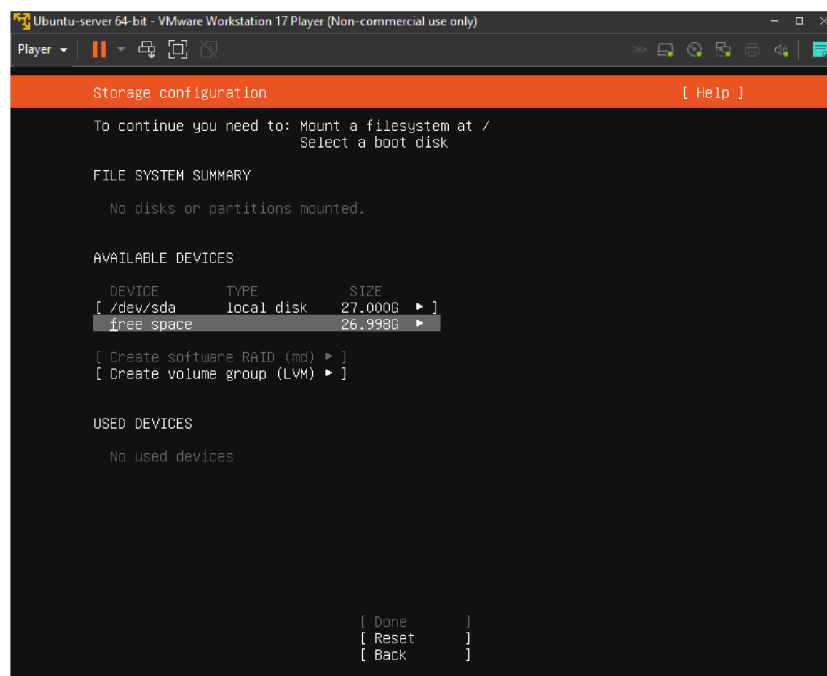 Ubuntu-server 64-bit - VMware Workstation 17 Player (Non-commercial use only)
Player
Storage configuration [ Help ]
To continue you need to: Mount a filesystem at /
Select a boot disk
FILE SYSTEM SUMMARY
No disks or partitions mounted.
AVAILABLE DEVICES
DEVICE TYPE SIZE
[ /dev/sda local disk 27.000G ► ]
free space 26.998G ►
[ Create software RAID (md) ► ]
[ Create volume group (LVM) ► ]
USED DEVICES
No used devices
[ Done ]
[ Reset ]
[ Back ]